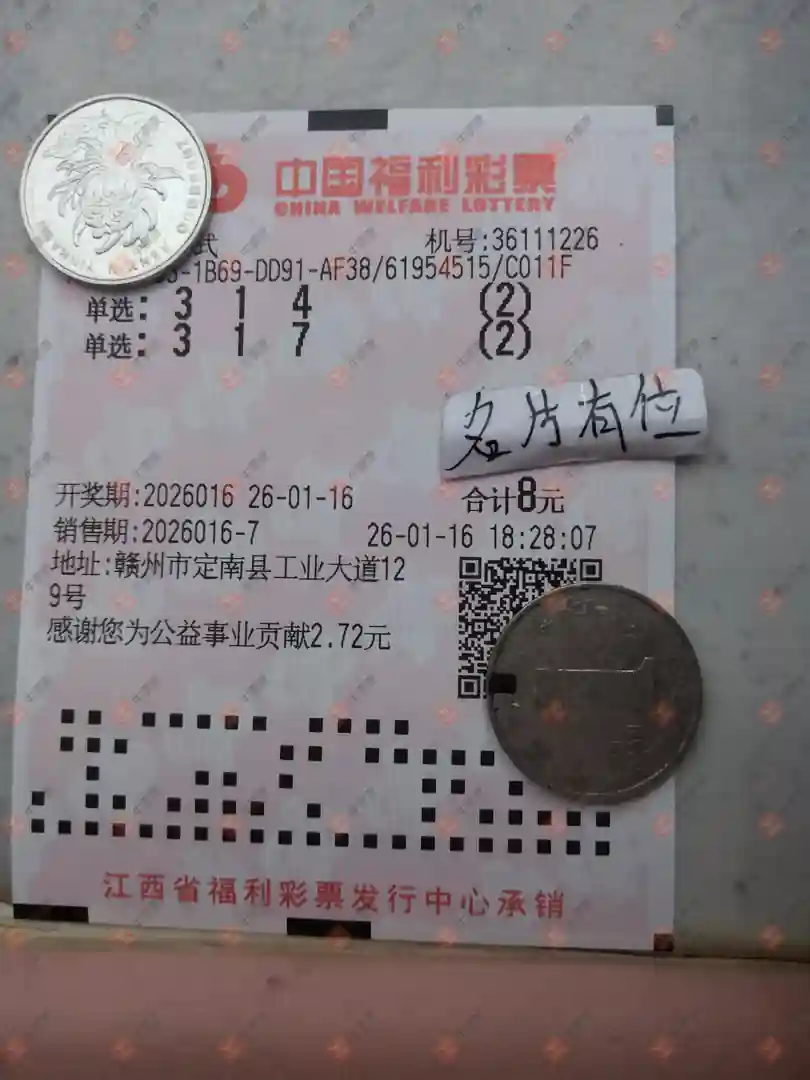 中国福利彩票
CHINA WELFARE LOTTERY
式 机号:36111226
-1B69-DD91-AF38/61954515/C011F
单选: 3 1 4 (2)
单选: 3 1 7 (2)
名片有位
开奖期:2026016 26-01-16 合计8元
销售期:2026016-7 26-01-16 18:28:07
地址:赣州市定南县工业大道12
9号
感谢您为公益事业贡献2.72元
江西省福利彩票发行中心承销